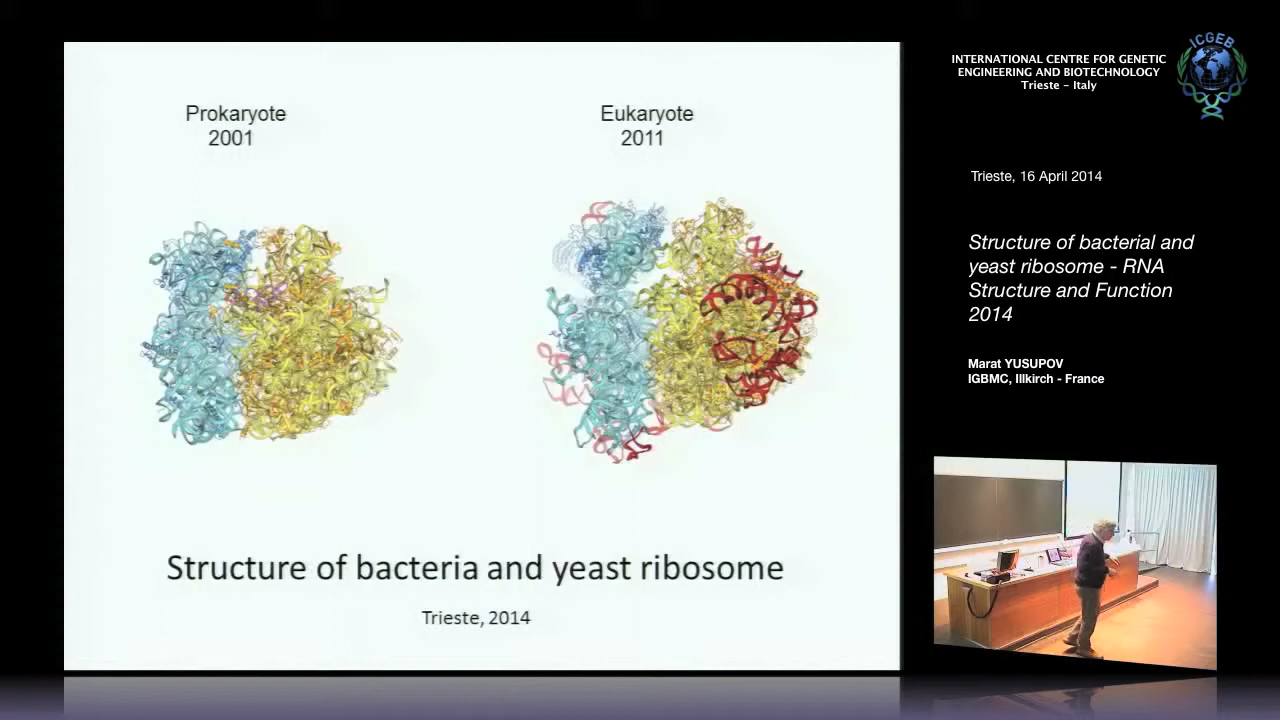 Prokaryote
2001
Eukaryote
2011
Structure of bacteria and yeast ribosome
Trieste, 2014
INTERNATIONAL CENTRE FOR GENETIC
ENGINEERING AND BIOTECHNOLOGY
Trieste - Italy
ICGEB
Trieste, 16 April 2014
Structure of bacterial and
yeast ribosome - RNA
Structure and Function
2014
Marat YUSUPOV
IGBMC, Illkirch - France